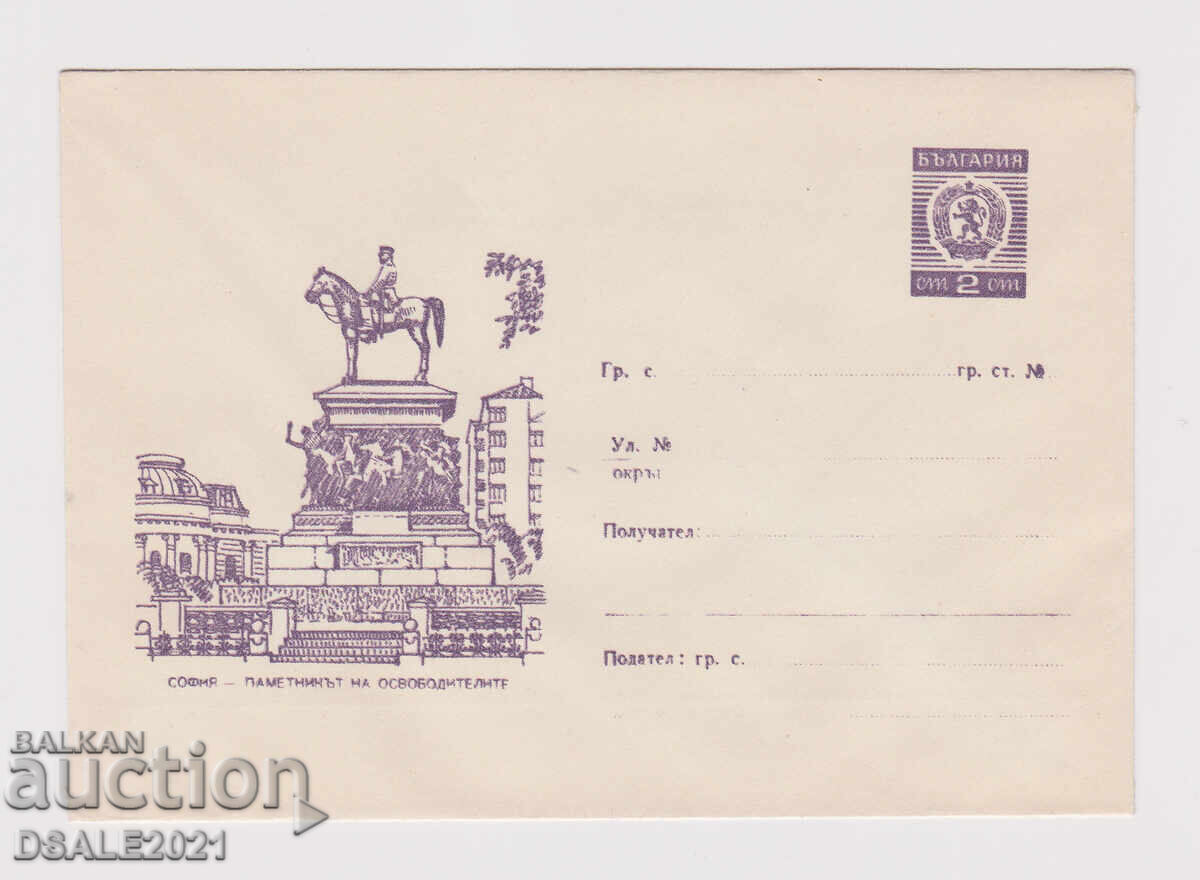 БЪЛГАРИЯ
ст 2 ст
Гр. с. гр. ст. №
Ул. №
окръг
Получател:
Подател: гр. с.
СОФИЯ — ПАМЕТНИКЪТ НА ОСВОБОДИТЕЛИТЕ
BALKAN
auction
DSALE2021